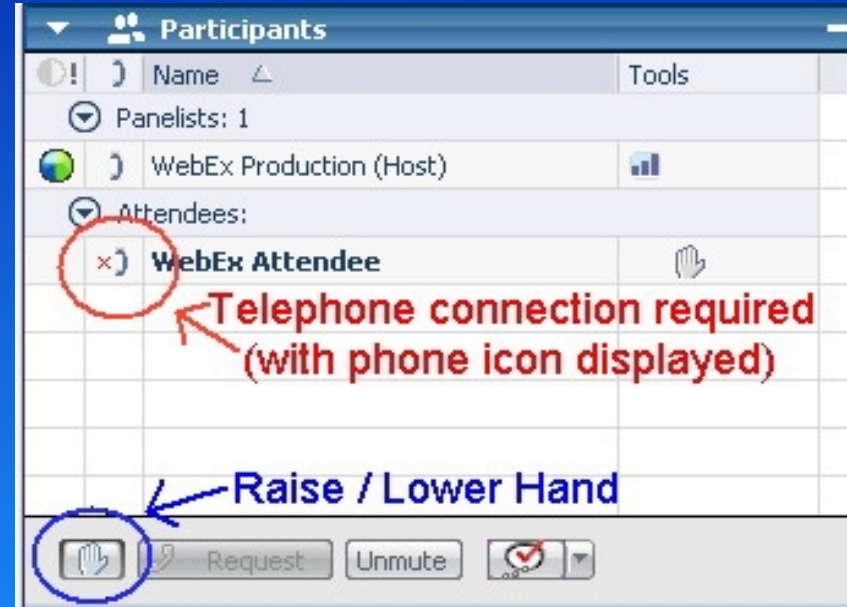 Participants
! Name Tools
Panelists: 1
WebEx Production (Host)
Attendees:
WebEx Attendee
Telephone connection required
(with phone icon displayed)
Raise / Lower Hand
Request Unmute